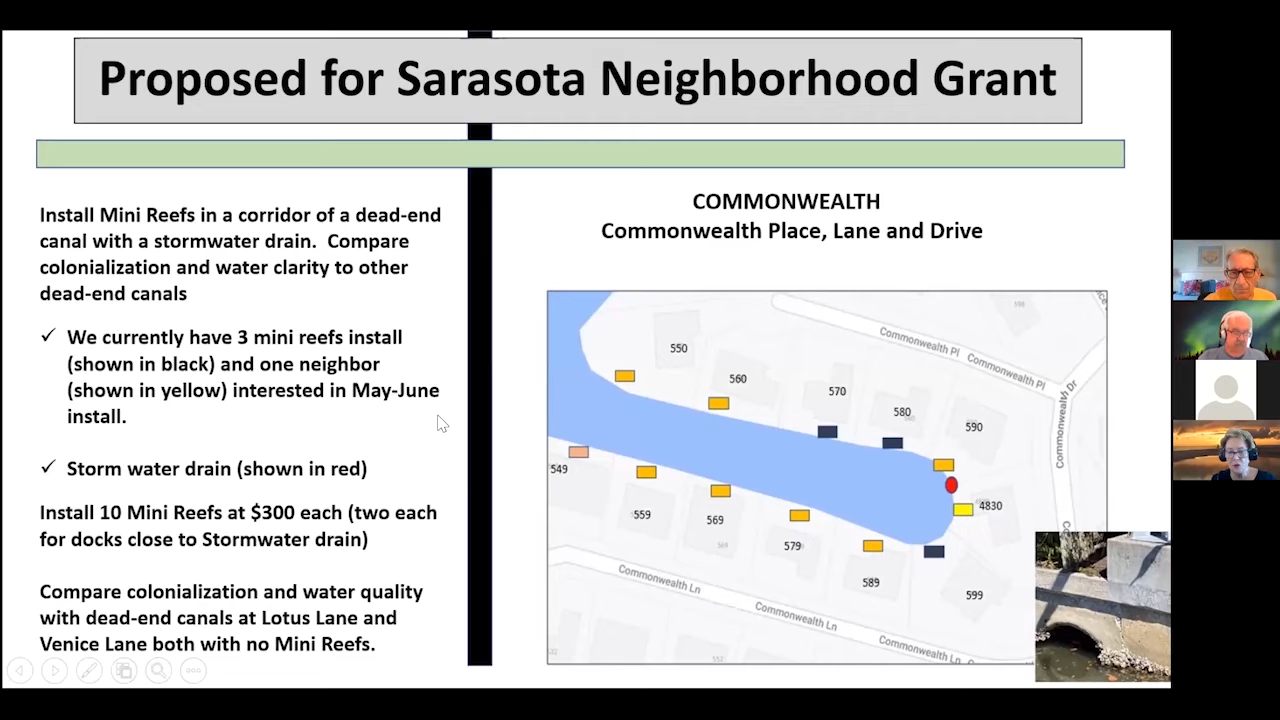 Proposed for Sarasota Neighborhood Grant
Install Mini Reefs in a corridor of a dead-end
canal with a stormwater drain. Compare
colonialization and water clarity to other
dead-end canals
✓ We currently have 3 mini reefs install
(shown in black) and one neighbor
(shown in yellow) interested in May-June
install.
✓ Storm water drain (shown in red)
Install 10 Mini Reefs at $300 each (two each
for docks close to Stormwater drain)
Compare colonialization and water quality
with dead-end canals at Lotus Lane and
Venice Lane both with no Mini Reefs.
COMMONWEALTH
Commonwealth Place, Lane and Drive
550
560
570
580
590
4830
599
589
579
569
559
549
Commonwealth Pl
Commonwealth Pl
Commonwealth Dr
Commonwealth Ln
Commonwealth Ln
Commonwealth Ln